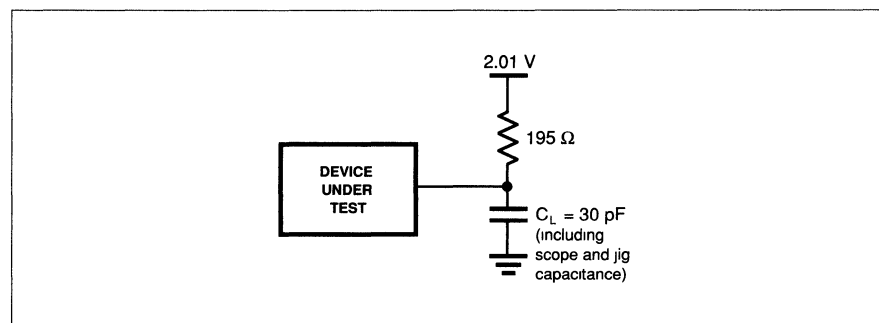 2.01 V
195 Ω
DEVICE
UNDER
TEST
C_L = 30 pF
(including
scope and jig
capacitance)